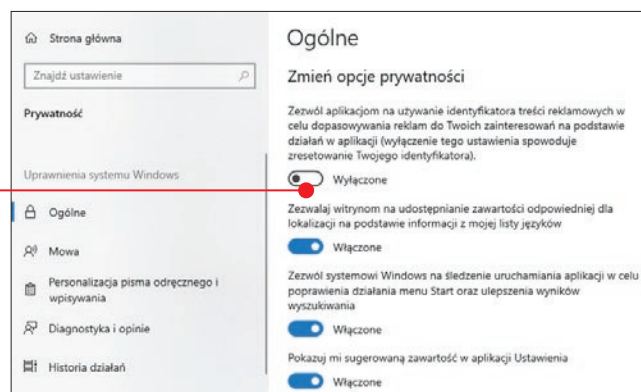 Strona główna
Znajdź ustawienie
Prywatność
Uprawnienia systemu Windows
Ogólne
Mowa
Personalizacja pisma odręcznego i
wpisywania
Diagnostyka i opinie
Historia działań
Ogólne
Zmień opcje prywatności
Zezwól aplikacjom na używanie identyfikatora treści reklamowych w
celu dopasowywania reklam do Twoich zainteresowań na podstawie
działań w aplikacji (wyłączenie tego ustawienia spowoduje
zresetowanie Twojego identyfikatora).
Wyłączone
Zezwalaj witrynom na udostępnianie zawartości odpowiedniej dla
lokalizacji na podstawie informacji z mojej listy języków
Włączone
Zezwól systemowi Windows na śledzenie uruchamiania aplikacji w celu
poprawienia działania menu Start oraz ulepszenia wyników
wyszukiwania
Włączone
Pokazuj mi sugerowaną zawartość w aplikacji Ustawienia
Włączone